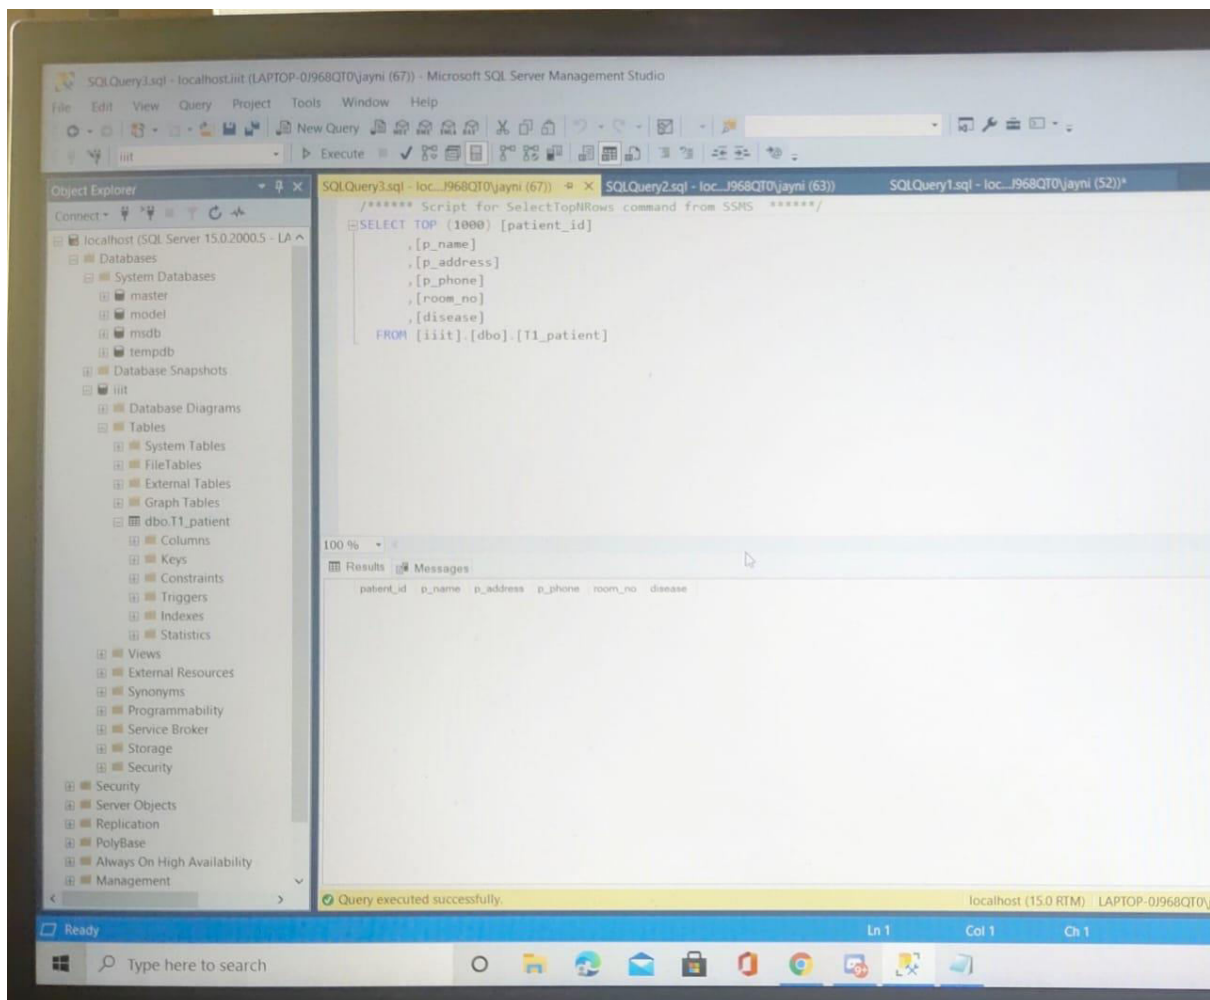 SQLQuery3.sql - localhost.iiit (LAPTOP-0J968QT0\jayni (67)) - Microsoft SQL Server Management Studio
File Edit View Query Project Tools Window Help
New Query
iiit Execute
Object Explorer
Connect
localhost (SQL Server 15.0.2000.5 - LA
Databases
System Databases
master
model
msdb
tempdb
Database Snapshots
iiit
Database Diagrams
Tables
System Tables
FileTables
External Tables
Graph Tables
dbo.T1_patient
Columns
Keys
Constraints
Triggers
Indexes
Statistics
Views
External Resources
Synonyms
Programmability
Service Broker
Storage
Security
Security
Server Objects
Replication
PolyBase
Always On High Availability
Management
SQLQuery3.sql - loc...J968QT0\jayni (67)) SQLQuery2.sql - loc...J968QT0\jayni (63)) SQLQuery1.sql - loc...J968QT0\jayni (52))*
/****** Script for SelectTopNRows command from SSMS ******/
SELECT TOP (1000) [patient_id]
,[p_name]
,[p_address]
,[p_phone]
,[room_no]
,[disease]
FROM [iiit].[dbo].[T1_patient]
100 %
Results Messages
patient_id p_name p_address p_phone room_no disease
Query executed successfully. localhost (15.0 RTM) LAPTOP-0J968QT0\
Ready Ln 1 Col 1 Ch 1
Type here to search
9+